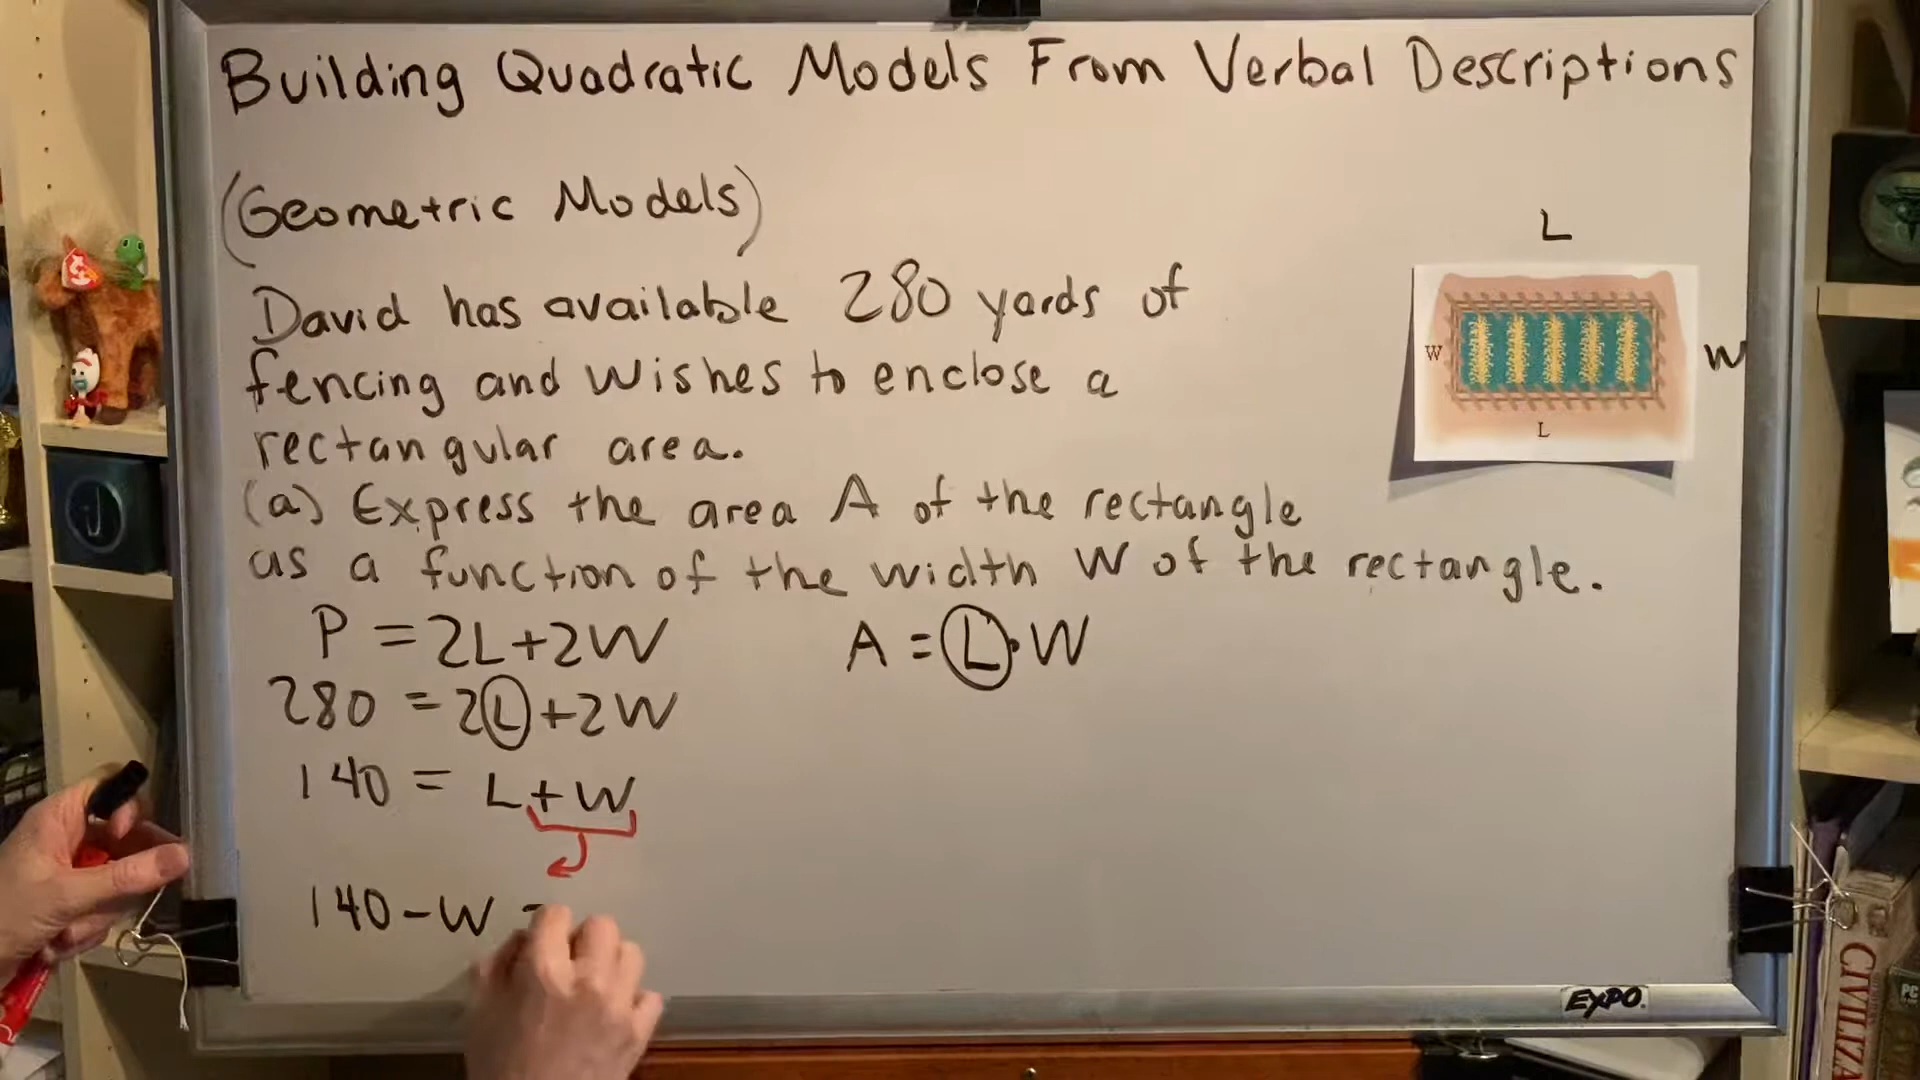 Building Quadratic Models From Verbal Descriptions
(Geometric Models)
L
David has available 280 yards of
fencing and wishes to enclose a
W
W
rectangular area.
L
(a) Express the area A of the rectangle
as a function of the width W of the rectangle.
P = 2L+2W
A = L·W
280 = 2L+2W
140 = L+W
140-W =
EXPO
PC